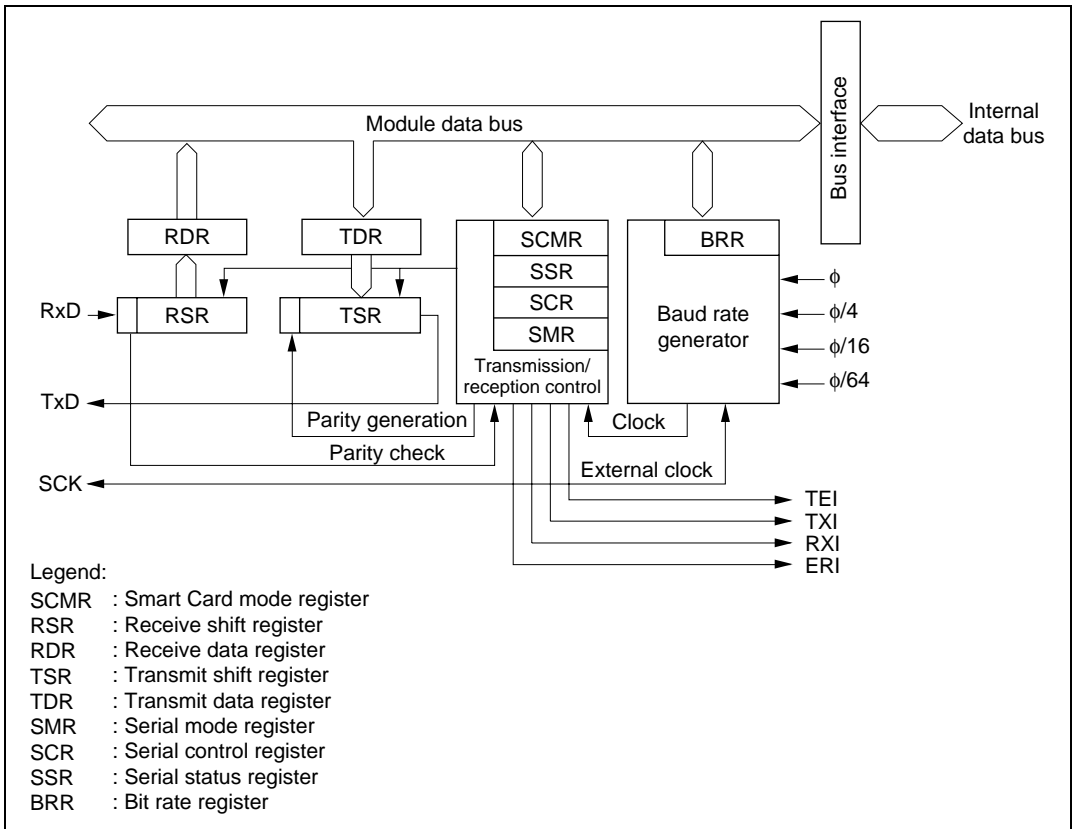 Module data bus
Bus interface
Internal
data bus
RDR
TDR
SCMR
SSR
SCR
SMR
BRR
RxD
RSR
TSR
Transmission/
reception control
Baud rate
generator
ϕ
ϕ/4
ϕ/16
ϕ/64
TxD
Parity generation
Clock
Parity check
External clock
SCK
TEI
TXI
RXI
ERI
Legend:
SCMR : Smart Card mode register
RSR : Receive shift register
RDR : Receive data register
TSR : Transmit shift register
TDR : Transmit data register
SMR : Serial mode register
SCR : Serial control register
SSR : Serial status register
BRR : Bit rate register